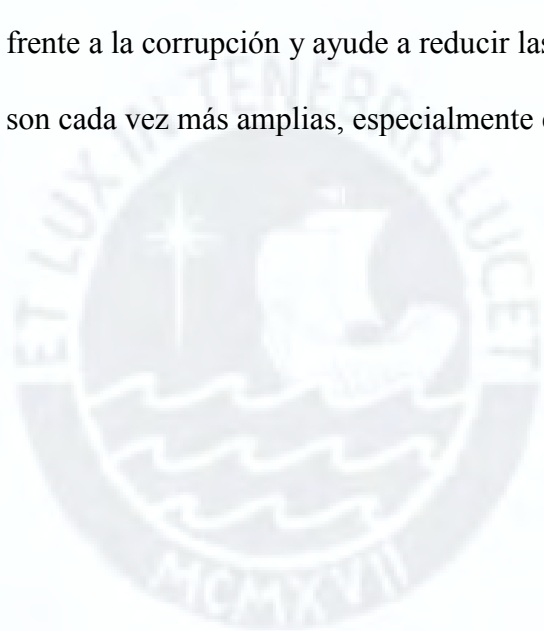 frente a la corrupción y ayude a reducir las
son cada vez más amplias, especialmente
ET LUX IN TENEBRIS LUCET
MCMXVII